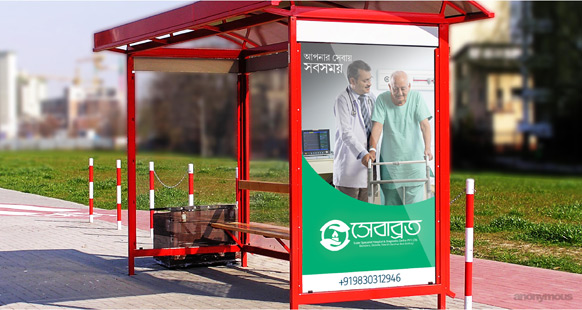 আপনার সেবায়
সবসময়
সেবাব্রত
+919830312946
anonymous